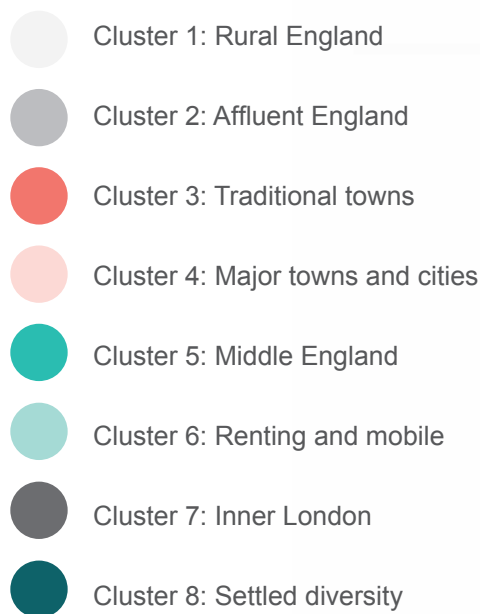 Cluster 1: Rural England
Cluster 2: Affluent England
Cluster 3: Traditional towns
Cluster 4: Major towns and cities
Cluster 5: Middle England
Cluster 6: Renting and mobile
Cluster 7: Inner London
Cluster 8: Settled diversity